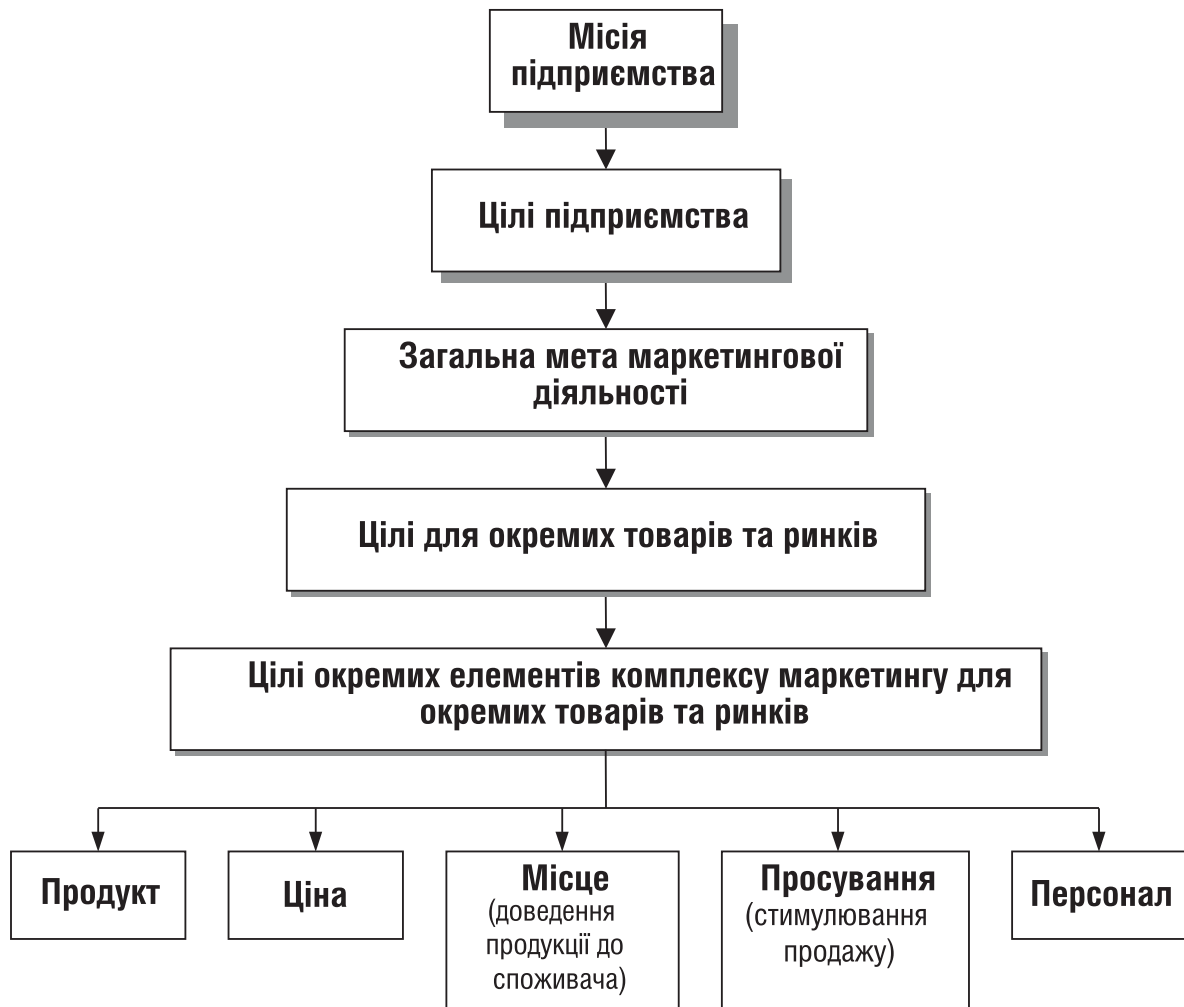 Місія
підприємства
Цілі підприємства
Загальна мета маркетингової
діяльності
Цілі для окремих товарів та ринків
Цілі окремих елементів комплексу маркетингу для
окремих товарів та ринків
Продукт
Ціна
Місце
(доведення
продукції до
споживача)
Просування
(стимулювання
продажу)
Персонал